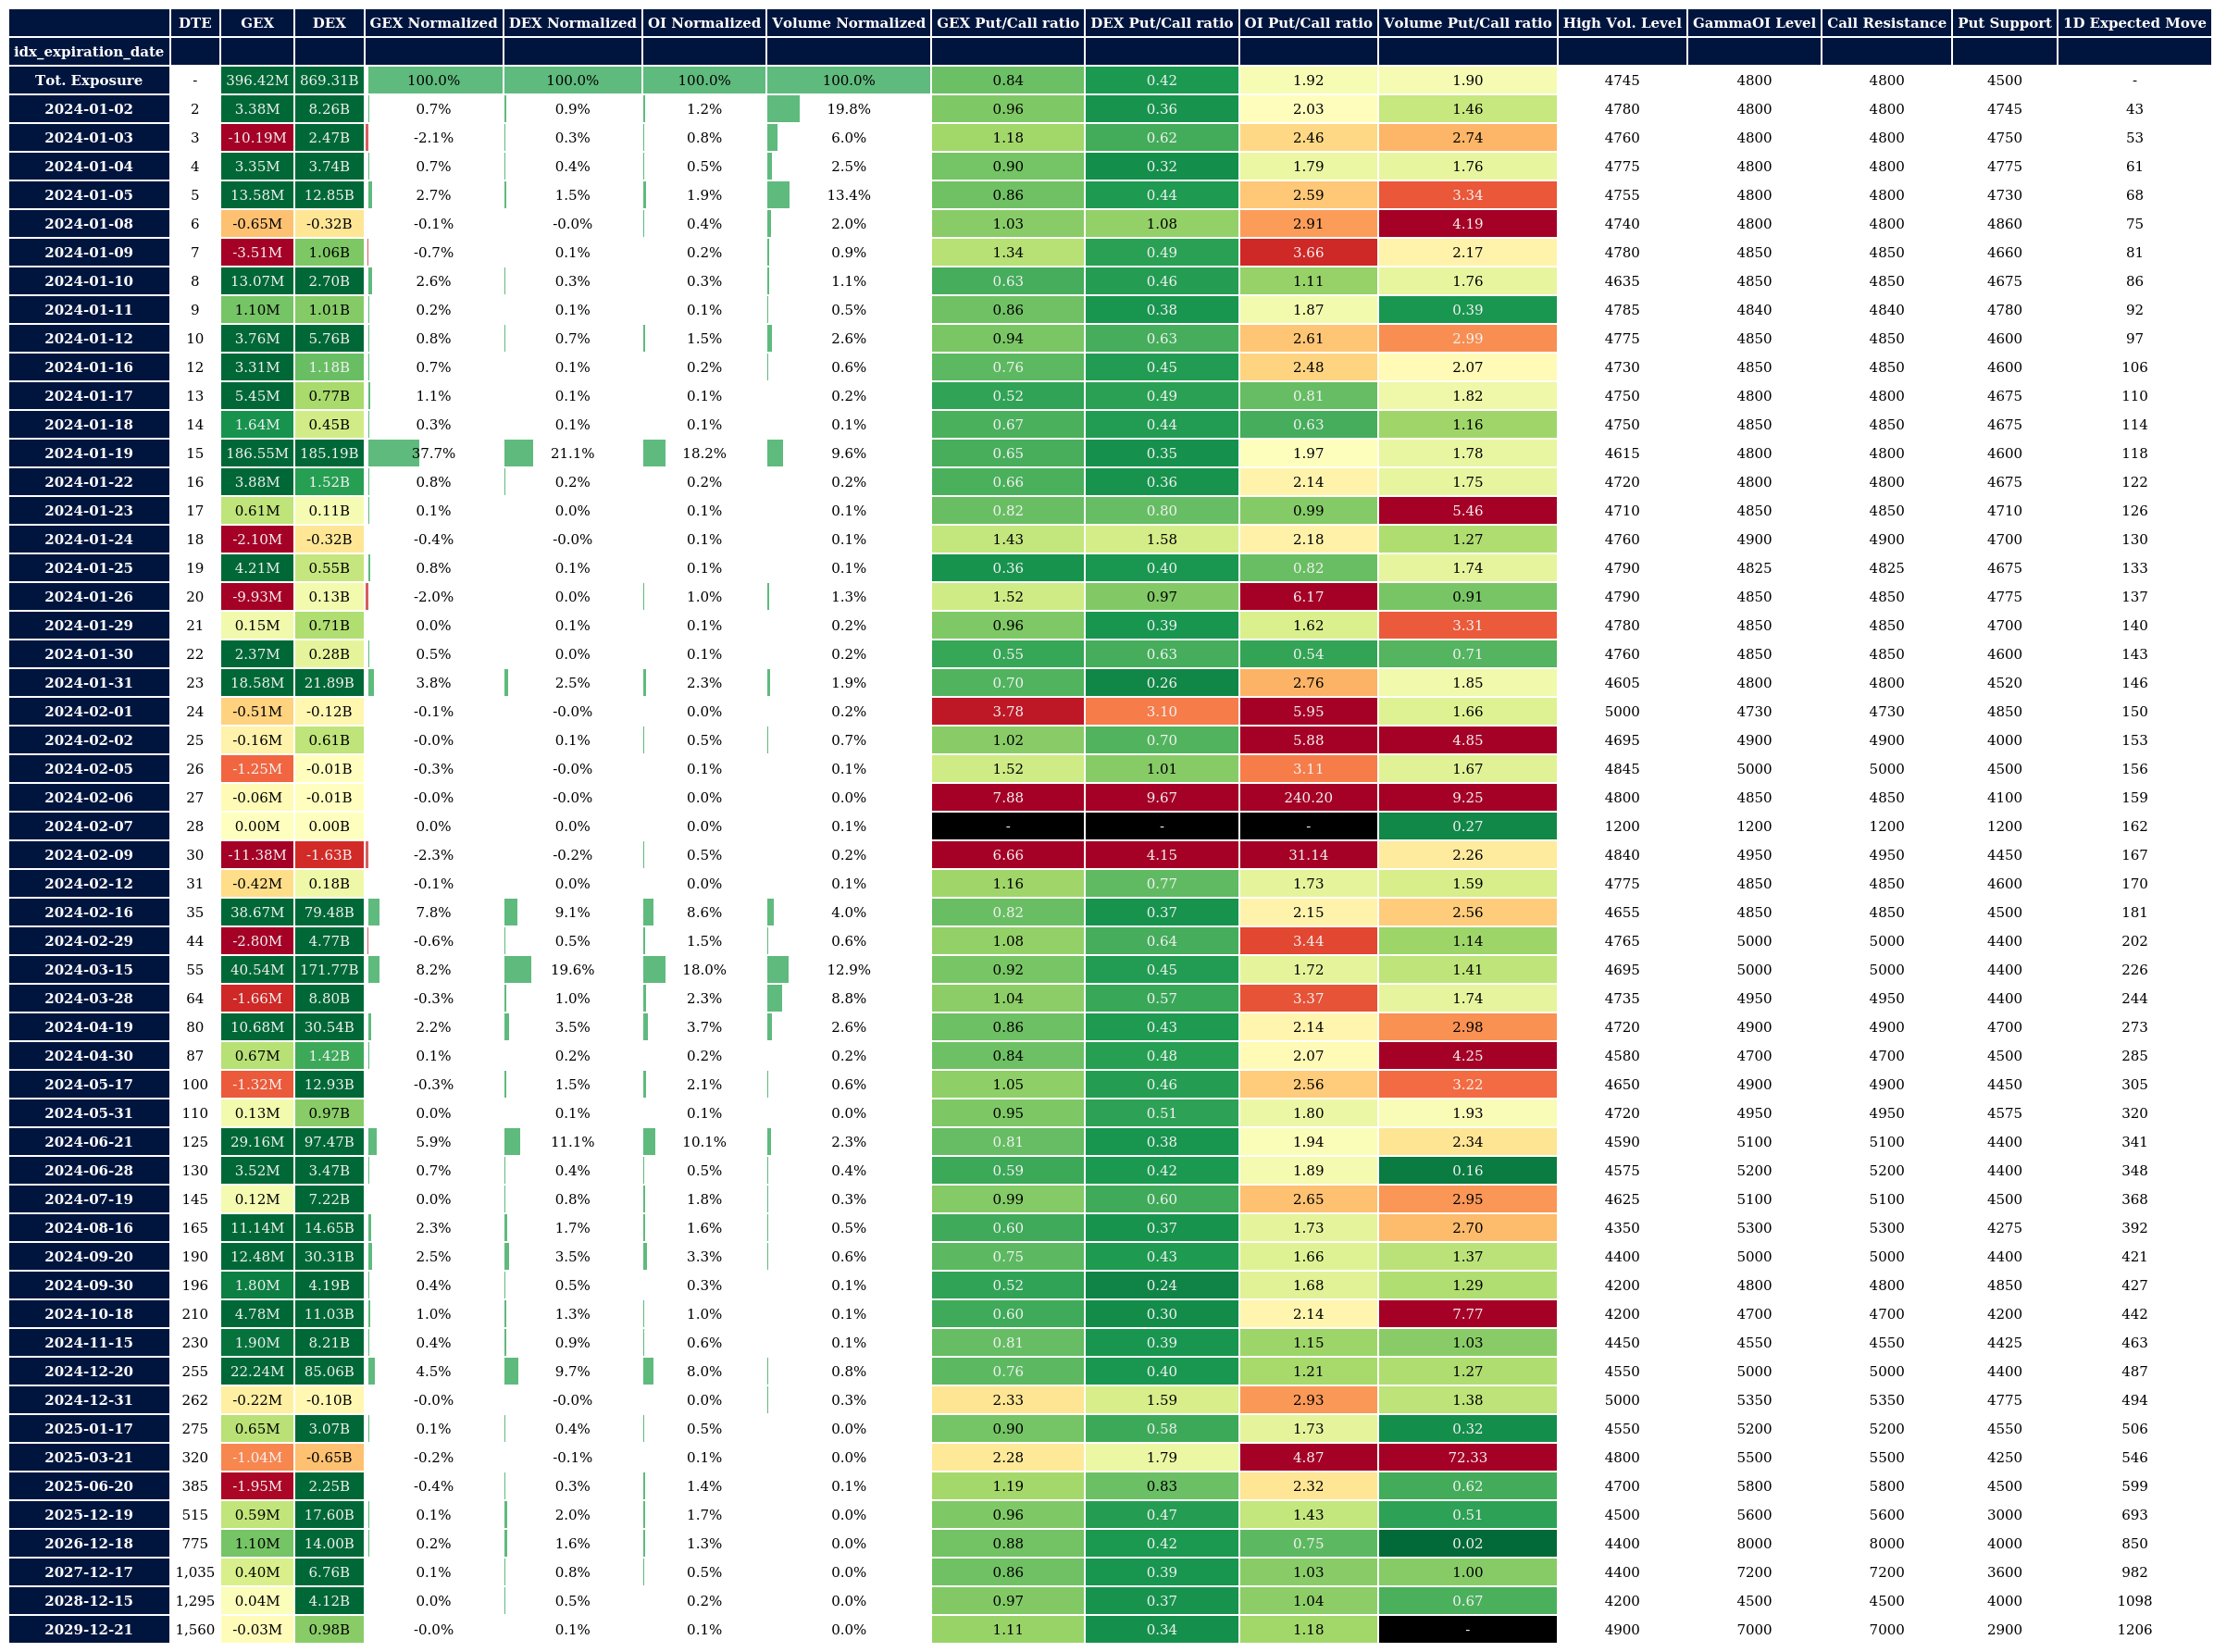 DTE GEX DEX GEX Normalized DEX Normalized OI Normalized Volume Normalized GEX Put/Call ratio DEX Put/Call ratio OI Put/Call ratio Volume Put/Call ratio High Vol. Level GammaOI Level Call Resistance Put Support 1D Expected Move
idx_expiration_date
Tot. Exposure - 396.42M 869.31B 100.0% 100.0% 100.0% 100.0% 0.84 0.42 1.92 1.90 4745 4800 4800 4500 -
2024-01-02 2 3.38M 8.26B 0.7% 0.9% 1.2% 19.8% 0.96 0.36 2.03 1.46 4780 4800 4800 4745 43
2024-01-03 3 -10.19M 2.47B -2.1% 0.3% 0.8% 6.0% 1.18 0.62 2.46 2.74 4760 4800 4800 4750 53
2024-01-04 4 3.35M 3.74B 0.7% 0.4% 0.5% 2.5% 0.90 0.32 1.79 1.76 4775 4800 4800 4775 61
2024-01-05 5 13.58M 12.85B 2.7% 1.5% 1.9% 13.4% 0.86 0.44 2.59 3.34 4755 4800 4800 4730 68
2024-01-08 6 -0.65M -0.32B -0.1% -0.0% 0.4% 2.0% 1.03 1.08 2.91 4.19 4740 4800 4800 4860 75
2024-01-09 7 -3.51M 1.06B -0.7% 0.1% 0.2% 0.9% 1.34 0.49 3.66 2.17 4780 4850 4850 4660 81
2024-01-10 8 13.07M 2.70B 2.6% 0.3% 0.3% 1.1% 0.63 0.46 1.11 1.76 4635 4850 4850 4675 86
2024-01-11 9 1.10M 1.01B 0.2% 0.1% 0.1% 0.5% 0.86 0.38 1.87 0.39 4785 4840 4840 4780 92
2024-01-12 10 3.76M 5.76B 0.8% 0.7% 1.5% 2.6% 0.94 0.63 2.61 2.99 4775 4850 4850 4600 97
2024-01-16 12 3.31M 1.18B 0.7% 0.1% 0.2% 0.6% 0.76 0.45 2.48 2.07 4730 4850 4850 4600 106
2024-01-17 13 5.45M 0.77B 1.1% 0.1% 0.1% 0.2% 0.52 0.49 0.81 1.82 4750 4800 4800 4675 110
2024-01-18 14 1.64M 0.45B 0.3% 0.1% 0.1% 0.1% 0.67 0.44 0.63 1.16 4750 4850 4850 4675 114
2024-01-19 15 186.55M 185.19B 37.7% 21.1% 18.2% 9.6% 0.65 0.35 1.97 1.78 4615 4800 4800 4600 118
2024-01-22 16 3.88M 1.52B 0.8% 0.2% 0.2% 0.2% 0.66 0.36 2.14 1.75 4720 4800 4800 4675 122
2024-01-23 17 0.61M 0.11B 0.1% 0.0% 0.1% 0.1% 0.82 0.80 0.99 5.46 4710 4850 4850 4710 126
2024-01-24 18 -2.10M -0.32B -0.4% -0.0% 0.1% 0.1% 1.43 1.58 2.18 1.27 4760 4900 4900 4700 130
2024-01-25 19 4.21M 0.55B 0.8% 0.1% 0.1% 0.1% 0.36 0.40 0.82 1.74 4790 4825 4825 4675 133
2024-01-26 20 -9.93M 0.13B -2.0% 0.0% 1.0% 1.3% 1.52 0.97 6.17 0.91 4790 4850 4850 4775 137
2024-01-29 21 0.15M 0.71B 0.0% 0.1% 0.1% 0.2% 0.96 0.39 1.62 3.31 4780 4850 4850 4700 140
2024-01-30 22 2.37M 0.28B 0.5% 0.0% 0.1% 0.2% 0.55 0.63 0.54 0.71 4760 4850 4850 4600 143
2024-01-31 23 18.58M 21.89B 3.8% 2.5% 2.3% 1.9% 0.70 0.26 2.76 1.85 4605 4800 4800 4520 146
2024-02-01 24 -0.51M -0.12B -0.1% -0.0% 0.0% 0.2% 3.78 3.10 5.95 1.66 5000 4730 4730 4850 150
2024-02-02 25 -0.16M 0.61B -0.0% 0.1% 0.5% 0.7% 1.02 0.70 5.88 4.85 4695 4900 4900 4000 153
2024-02-05 26 -1.25M -0.01B -0.3% -0.0% 0.1% 0.1% 1.52 1.01 3.11 1.67 4845 5000 5000 4500 156
2024-02-06 27 -0.06M -0.01B -0.0% -0.0% 0.0% 0.0% 7.88 9.67 240.20 9.25 4800 4850 4850 4100 159
2024-02-07 28 0.00M 0.00B 0.0% 0.0% 0.0% 0.1% - - - 0.27 1200 1200 1200 1200 162
2024-02-09 30 -11.38M -1.63B -2.3% -0.2% 0.5% 0.2% 6.66 4.15 31.14 2.26 4840 4950 4950 4450 167
2024-02-12 31 -0.42M 0.18B -0.1% 0.0% 0.0% 0.1% 1.16 0.77 1.73 1.59 4775 4850 4850 4600 170
2024-02-16 35 38.67M 79.48B 7.8% 9.1% 8.6% 4.0% 0.82 0.37 2.15 2.56 4655 4850 4850 4500 181
2024-02-29 44 -2.80M 4.77B -0.6% 0.5% 1.5% 0.6% 1.08 0.64 3.44 1.14 4765 5000 5000 4400 202
2024-03-15 55 40.54M 171.77B 8.2% 19.6% 18.0% 12.9% 0.92 0.45 1.72 1.41 4695 5000 5000 4400 226
2024-03-28 64 -1.66M 8.80B -0.3% 1.0% 2.3% 8.8% 1.04 0.57 3.37 1.74 4735 4950 4950 4400 244
2024-04-19 80 10.68M 30.54B 2.2% 3.5% 3.7% 2.6% 0.86 0.43 2.14 2.98 4720 4900 4900 4700 273
2024-04-30 87 0.67M 1.42B 0.1% 0.2% 0.2% 0.2% 0.84 0.48 2.07 4.25 4580 4700 4700 4500 285
2024-05-17 100 -1.32M 12.93B -0.3% 1.5% 2.1% 0.6% 1.05 0.46 2.56 3.22 4650 4900 4900 4450 305
2024-05-31 110 0.13M 0.97B 0.0% 0.1% 0.1% 0.0% 0.95 0.51 1.80 1.93 4720 4950 4950 4575 320
2024-06-21 125 29.16M 97.47B 5.9% 11.1% 10.1% 2.3% 0.81 0.38 1.94 2.34 4590 5100 5100 4400 341
2024-06-28 130 3.52M 3.47B 0.7% 0.4% 0.5% 0.4% 0.59 0.42 1.89 0.16 4575 5200 5200 4400 348
2024-07-19 145 0.12M 7.22B 0.0% 0.8% 1.8% 0.3% 0.99 0.60 2.65 2.95 4625 5100 5100 4500 368
2024-08-16 165 11.14M 14.65B 2.3% 1.7% 1.6% 0.5% 0.60 0.37 1.73 2.70 4350 5300 5300 4275 392
2024-09-20 190 12.48M 30.31B 2.5% 3.5% 3.3% 0.6% 0.75 0.43 1.66 1.37 4400 5000 5000 4400 421
2024-09-30 196 1.80M 4.19B 0.4% 0.5% 0.3% 0.1% 0.52 0.24 1.68 1.29 4200 4800 4800 4850 427
2024-10-18 210 4.78M 11.03B 1.0% 1.3% 1.0% 0.1% 0.60 0.30 2.14 7.77 4200 4700 4700 4200 442
2024-11-15 230 1.90M 8.21B 0.4% 0.9% 0.6% 0.1% 0.81 0.39 1.15 1.03 4450 4550 4550 4425 463
2024-12-20 255 22.24M 85.06B 4.5% 9.7% 8.0% 0.8% 0.76 0.40 1.21 1.27 4550 5000 5000 4400 487
2024-12-31 262 -0.22M -0.10B -0.0% -0.0% 0.0% 0.3% 2.33 1.59 2.93 1.38 5000 5350 5350 4775 494
2025-01-17 275 0.65M 3.07B 0.1% 0.4% 0.5% 0.0% 0.90 0.58 1.73 0.32 4550 5200 5200 4550 506
2025-03-21 320 -1.04M -0.65B -0.2% -0.1% 0.1% 0.0% 2.28 1.79 4.87 72.33 4800 5500 5500 4250 546
2025-06-20 385 -1.95M 2.25B -0.4% 0.3% 1.4% 0.1% 1.19 0.83 2.32 0.62 4700 5800 5800 4500 599
2025-12-19 515 0.59M 17.60B 0.1% 2.0% 1.7% 0.0% 0.96 0.47 1.43 0.51 4500 5600 5600 3000 693
2026-12-18 775 1.10M 14.00B 0.2% 1.6% 1.3% 0.0% 0.88 0.42 0.75 0.02 4400 8000 8000 4000 850
2027-12-17 1,035 0.40M 6.76B 0.1% 0.8% 0.5% 0.0% 0.86 0.39 1.03 1.00 4400 7200 7200 3600 982
2028-12-15 1,295 0.04M 4.12B 0.0% 0.5% 0.2% 0.0% 0.97 0.37 1.04 0.67 4200 4500 4500 4000 1098
2029-12-21 1,560 -0.03M 0.98B -0.0% 0.1% 0.1% 0.0% 1.11 0.34 1.18 - 4900 7000 7000 2900 1206